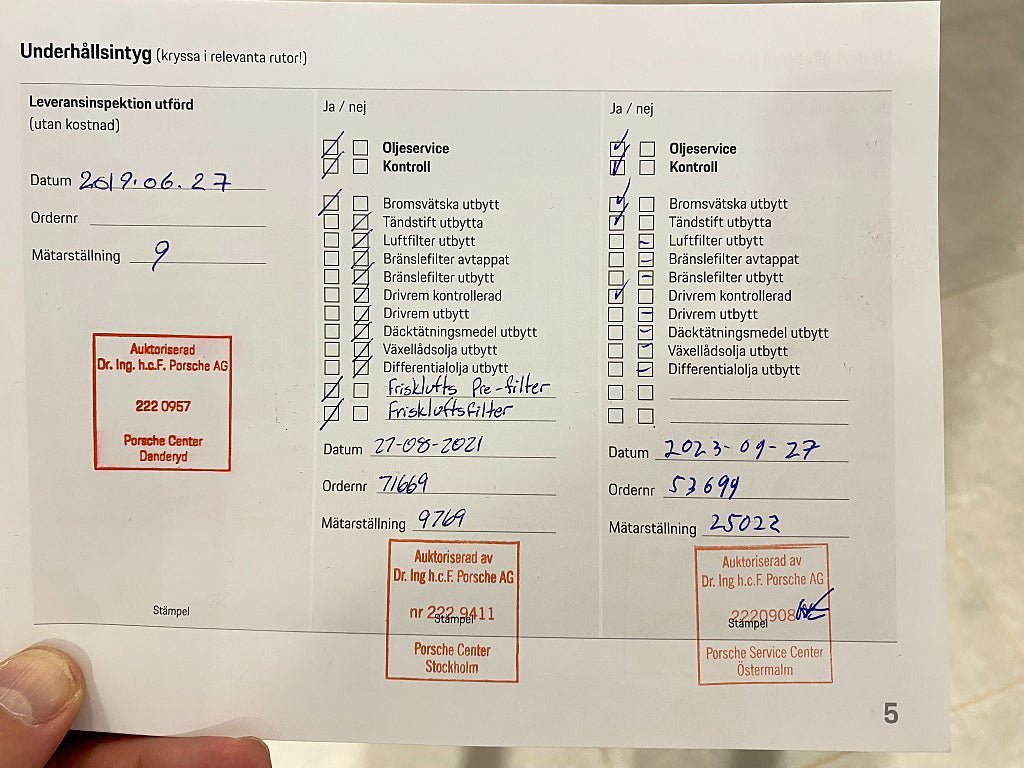 Underhållsintyg (kryssa i relevanta rutor!)
Leveransinspektion utförd
(utan kostnad)
Datum 2019.06.27
Ordernr
Mätarställning 9
Auktoriserad
Dr. Ing. h.c.F. Porsche AG
222 0957
Porsche Center
Danderyd
Stämpel
Ja / nej
Oljeservice
Kontroll
Bromsvätska utbytt
Tändstift utbytta
Luftfilter utbytt
Bränslefilter avtappat
Bränslefilter utbytt
Drivrem kontrollerad
Drivrem utbytt
Däcktätningsmedel utbytt
Växellådsolja utbytt
Differentialolja utbytt
Frisklufts Pre-filter
Friskluftsfilter
Datum 27-08-2021
Ordernr 71669
Mätarställning 9769
Auktoriserad av
Dr. Ing h.c.F. Porsche AG
nr 222 9411
Stämpel
Porsche Center
Stockholm
Ja / nej
Oljeservice
Kontroll
Bromsvätska utbytt
Tändstift utbytta
Luftfilter utbytt
Bränslefilter avtappat
Bränslefilter utbytt
Drivrem kontrollerad
Drivrem utbytt
Däcktätningsmedel utbytt
Växellådsolja utbytt
Differentialolja utbytt
Datum 2023-09-27
Ordernr 53699
Mätarställning 25022
Auktoriserad av
Dr. Ing h.c.F. Porsche AG
2220908
Stämpel
Porsche Service Center
Östermalm
5